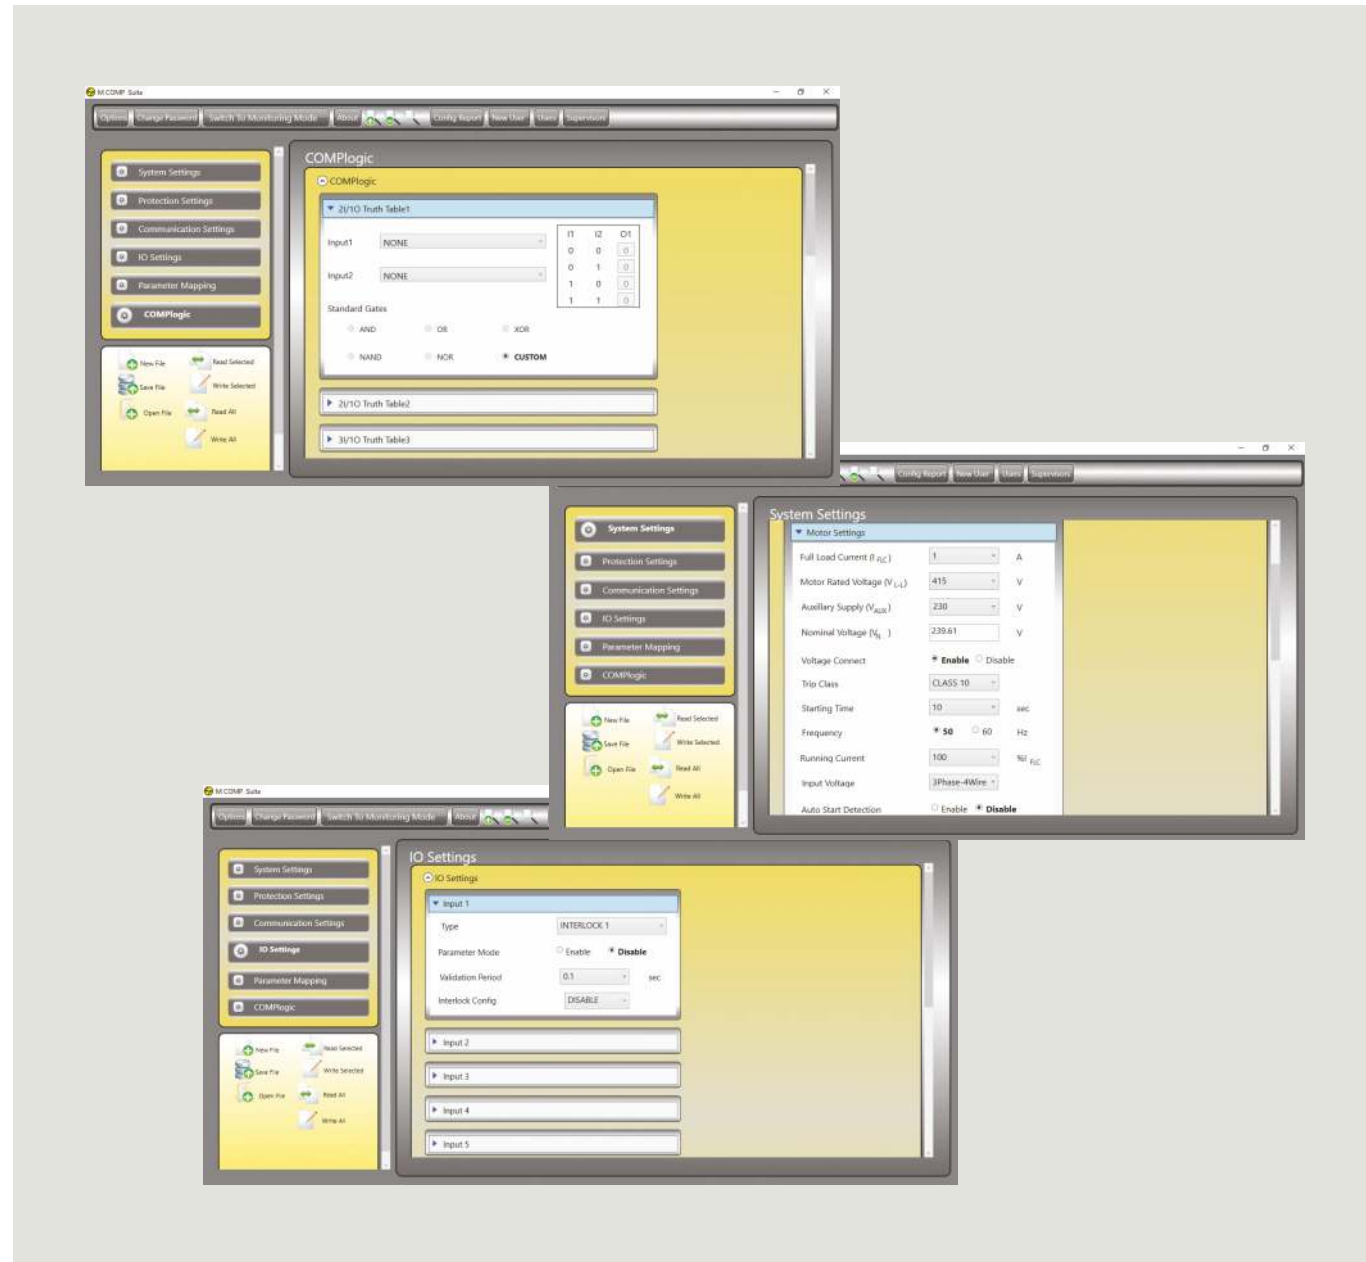 M.COMP Suite
Options Change Password Switch To Monitoring Mode About Config Report New User Users Supervisors
COMPlogic
System Settings
Protection Settings
Communication Settings
IO Settings
Parameter Mapping
COMPlogic
New File Read Selected
Save File Write Selected
Open File Read All
Write All
COMPlogic
2I/1O Truth Table1
Input1 NONE
Input2 NONE
I1 I2 O1
0 0 0
0 1 0
1 0 0
1 1 0
Standard Gates
AND OR XOR
NAND NOR CUSTOM
2I/1O Truth Table2
3I/1O Truth Table3
Config Report New User Users Supervisors
System Settings
Protection Settings
Communication Settings
IO Settings
Parameter Mapping
COMPlogic
New File Read Selected
Save File Write Selected
Open File Read All
Write All
System Settings
Motor Settings
Full Load Current (I FLC) 1 A
Motor Rated Voltage (V L-L) 415 V
Auxillary Supply (V AUX) 230 V
Nominal Voltage (V N ) 239.61 V
Voltage Connect Enable Disable
Trip Class CLASS 10
Starting Time 10 sec
Frequency 50 60 Hz
Running Current 100 %I FLC
Input Voltage 3Phase-4Wire
Auto Start Detection Enable Disable
M.COMP Suite
Options Change Password Switch To Monitoring Mode About
System Settings
Protection Settings
Communication Settings
IO Settings
Parameter Mapping
COMPlogic
New File Read Selected
Save File Write Selected
Open File Read All
Write All
IO Settings
IO Settings
Input 1
Type INTERLOCK 1
Parameter Mode Enable Disable
Validation Period 0.1 sec
Interlock Config DISABLE
Input 2
Input 3
Input 4
Input 5